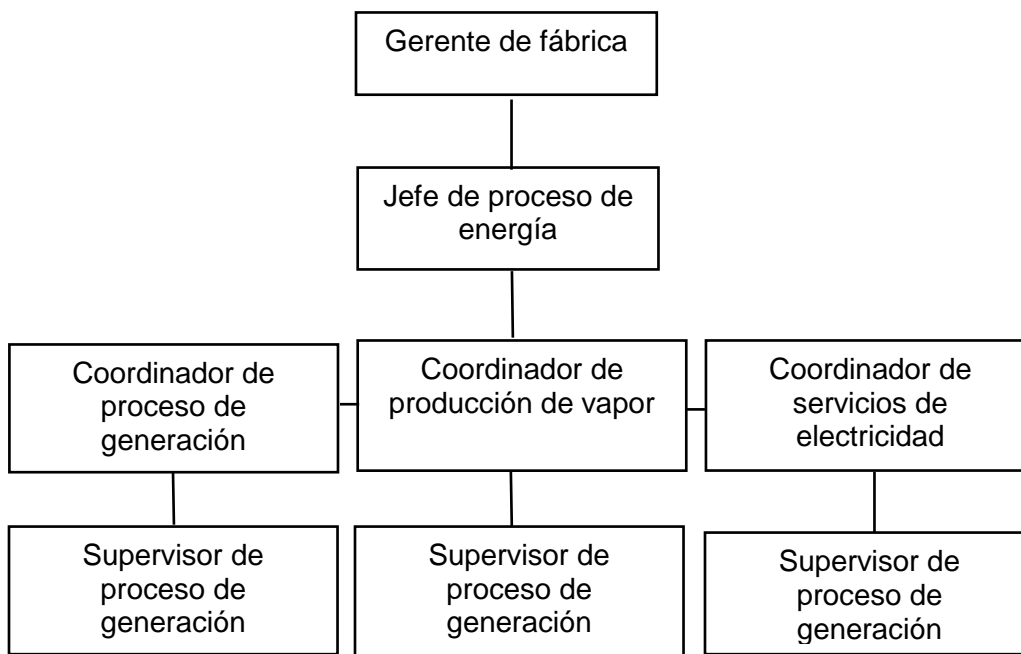 Gerente de fábrica
Jefe de proceso de
energía
Coordinador de
proceso de
generación
Coordinador de
producción de vapor
Coordinador de
servicios de
electricidad
Supervisor de
proceso de
generación
Supervisor de
proceso de
generación
Supervisor de
proceso de
generación